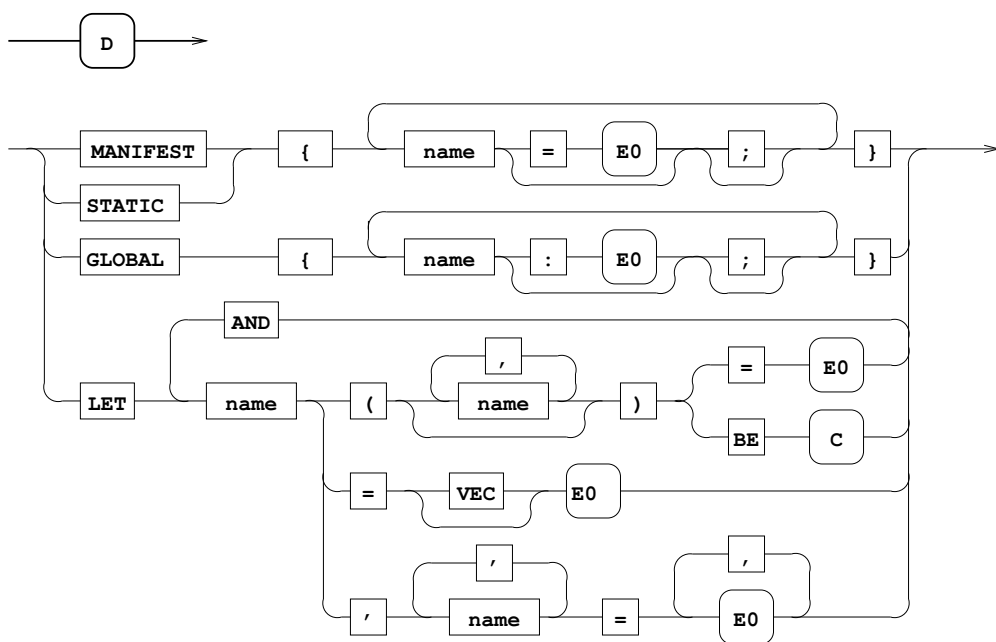 D
MANIFEST { name = E0 ; }
STATIC
GLOBAL { name : E0 ; }
AND
,
= E0
LET name ( name )
BE C
= VEC E0
, ,
, name = E0